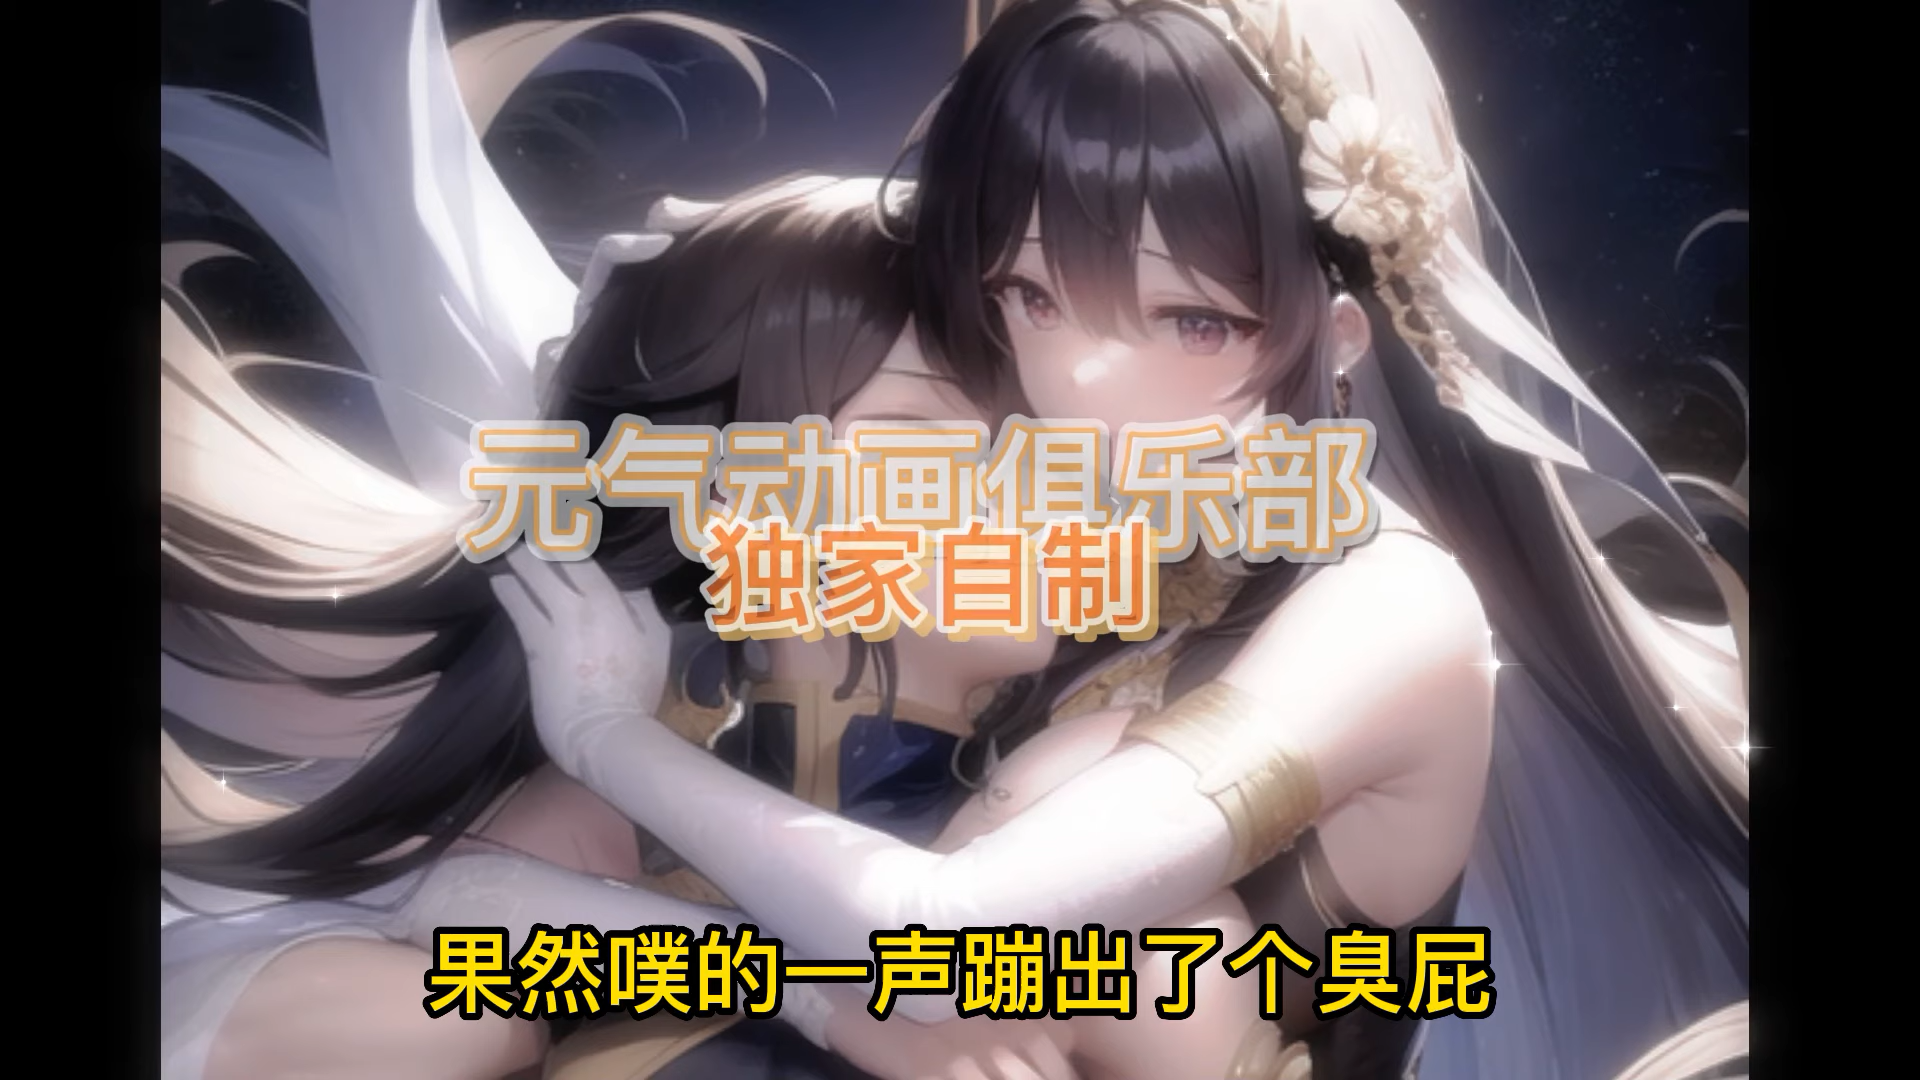 元气动画俱乐部
独家自制
果然噗的一声蹦出了个臭屁